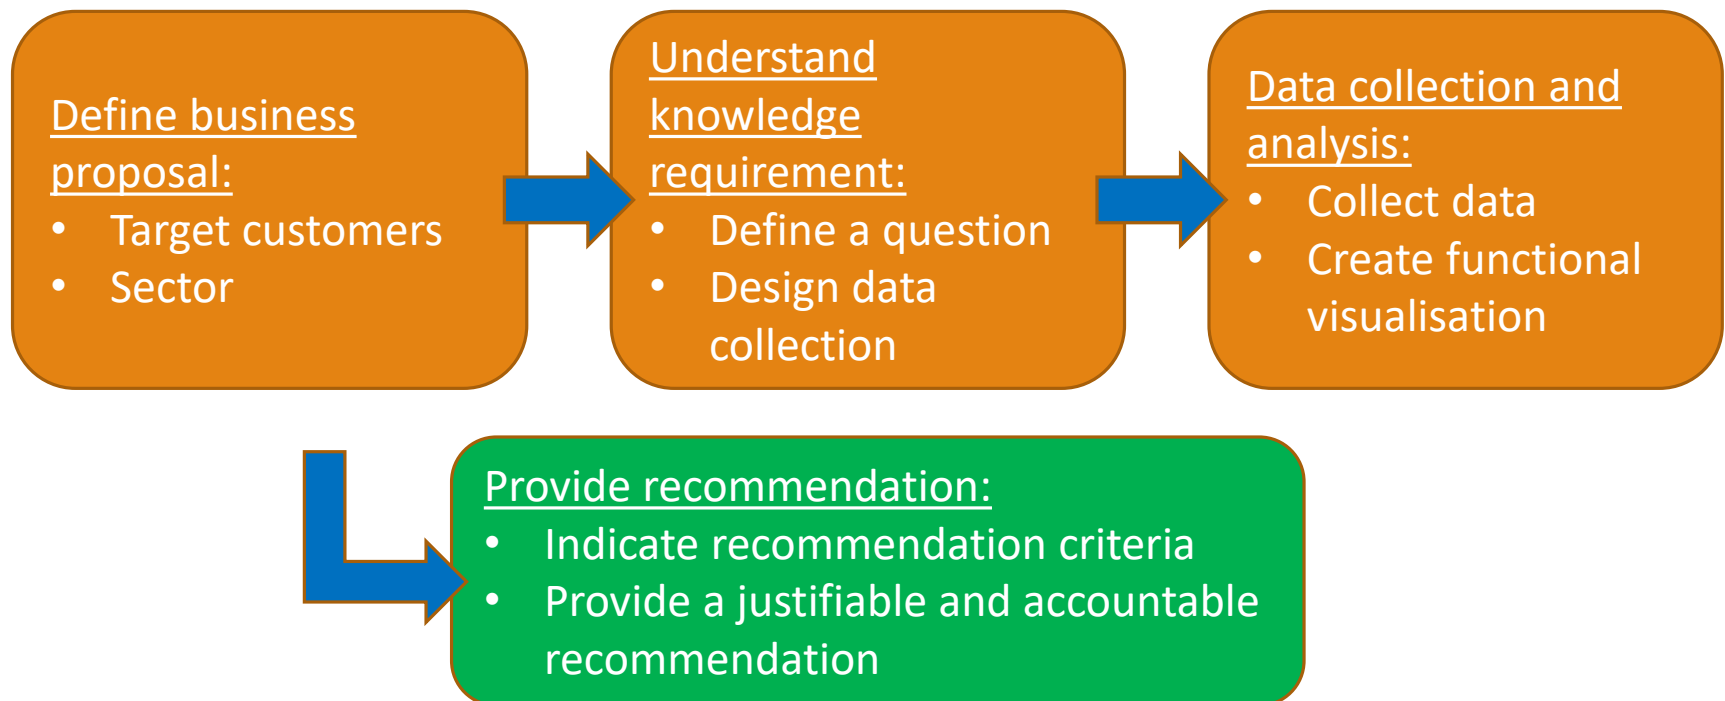 Define business
proposal:
• Target customers
• Sector
Understand
knowledge
requirement:
• Define a question
• Design data
collection
Data collection and
analysis:
• Collect data
• Create functional
visualisation
Provide recommendation:
• Indicate recommendation criteria
• Provide a justifiable and accountable
recommendation